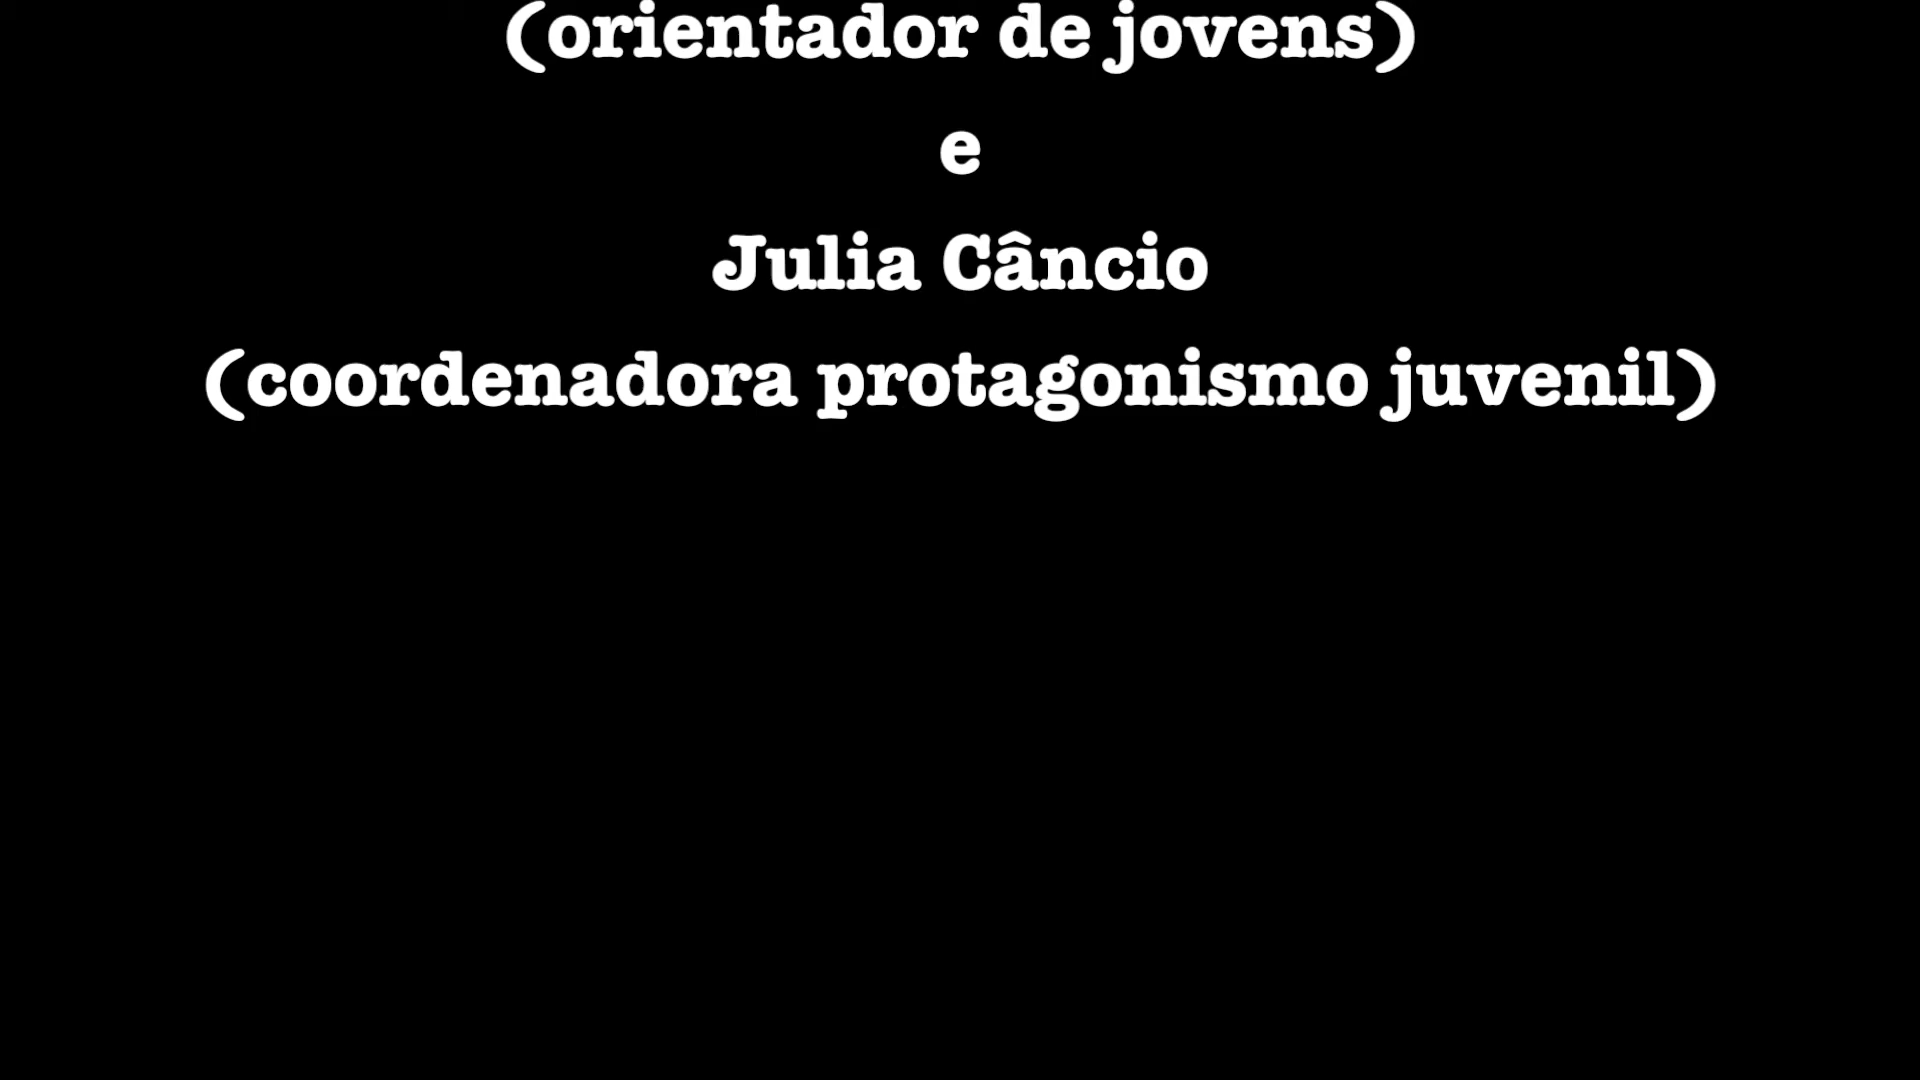 (orientador de jovens)
e
Julia Câncio
(coordenadora protagonismo juvenil)